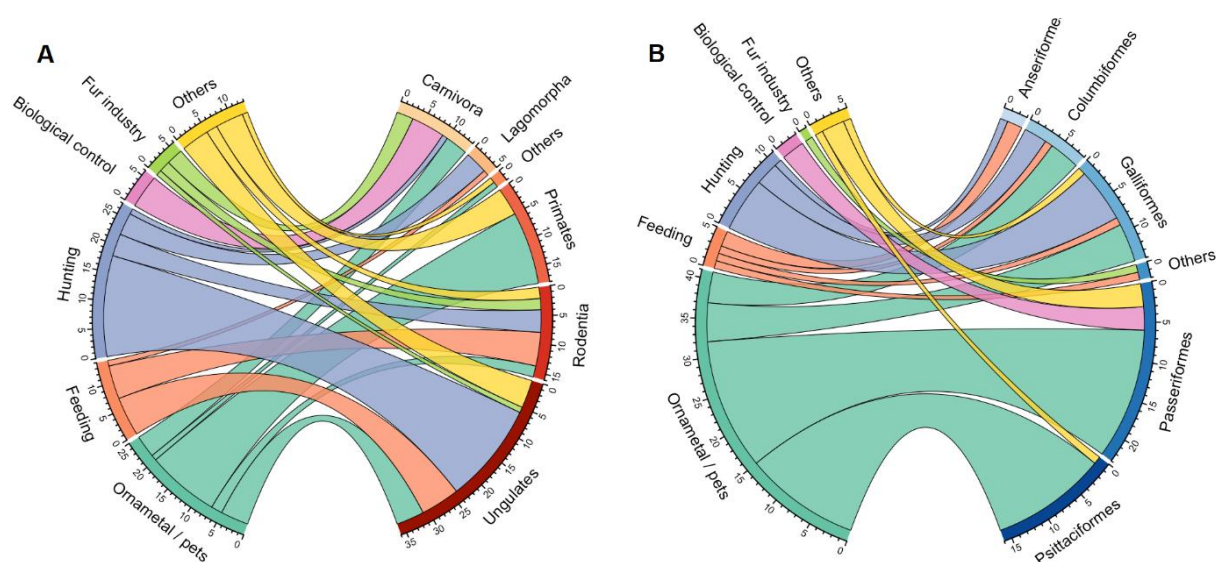 A
Biological control
Fur industry
Others
Hunting
Feeding
Ornametal / pets
Carnivora
Lagomorpha
Others
Primates
Rodentia
Ungulates
B
Biological control
Fur industry
Others
Hunting
Feeding
Ornametal / pets
Anseriforme
Columbiformes
Galliformes
Others
Passeriformes
Psittaciformes